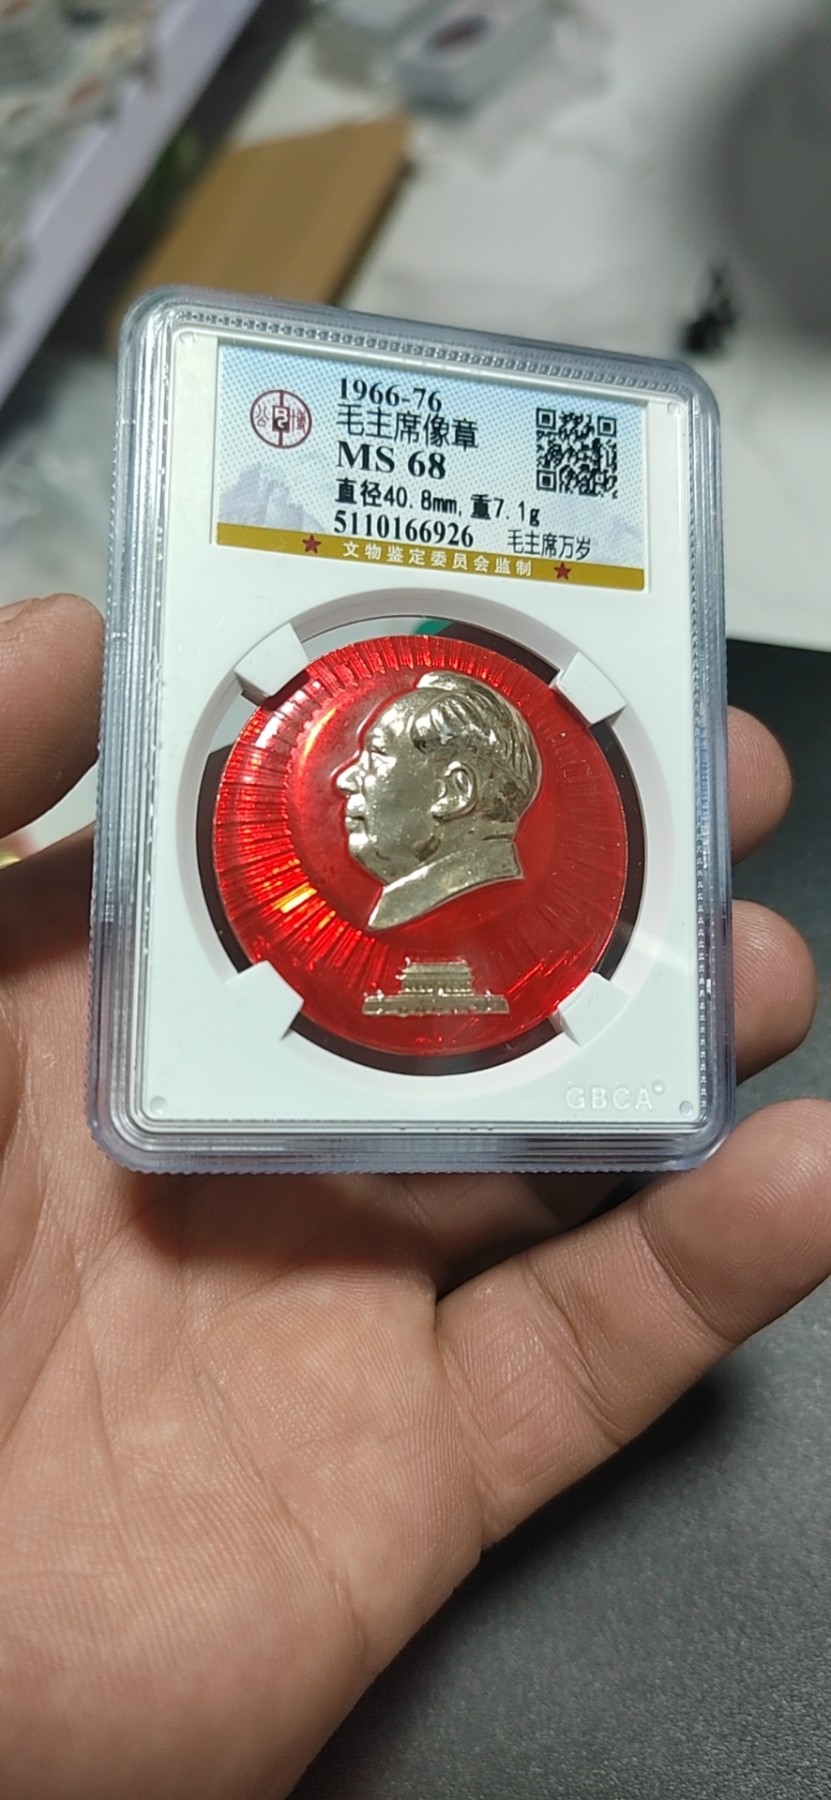 1966-76
毛主席像章
MS 68
直径40.8mm,重7.1g
5110166926 毛主席万岁
★ 文物鉴定委员会监制 ★
GBCA